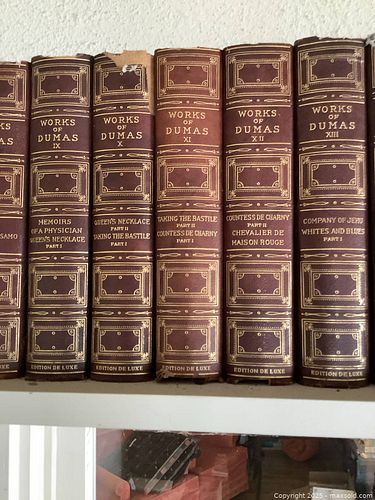 KS
SAMO
UXE
WORKS
OF
DUMAS
IX
MEMOIRS
OF A PHYSICIAN
QUEEN'S NECKLACE
PART I
EDITION DE LUXE
WORKS
OF
DUMAS
X
QUEEN'S NECKLACE
PART II
TAKING THE BASTILE
PART I
EDITION DE LUXE
WORKS
OF
DUMAS
XI
TAKING THE BASTILE
PART II
COUNTESS DE CHARNY
PART I
EDITION DE LUXE
WORKS
OF
DUMAS
XII
COUNTESS DE CHARNY
PART II
CHEVALIER DE
MAISON ROUGE
EDITION DE LUXE
WORKS
OF
DUMAS
XIII
COMPANY OF JEHU
WHITES AND BLUES
PART I
EDITION DE LUXE
Copyright © 2025 - maxsold.com